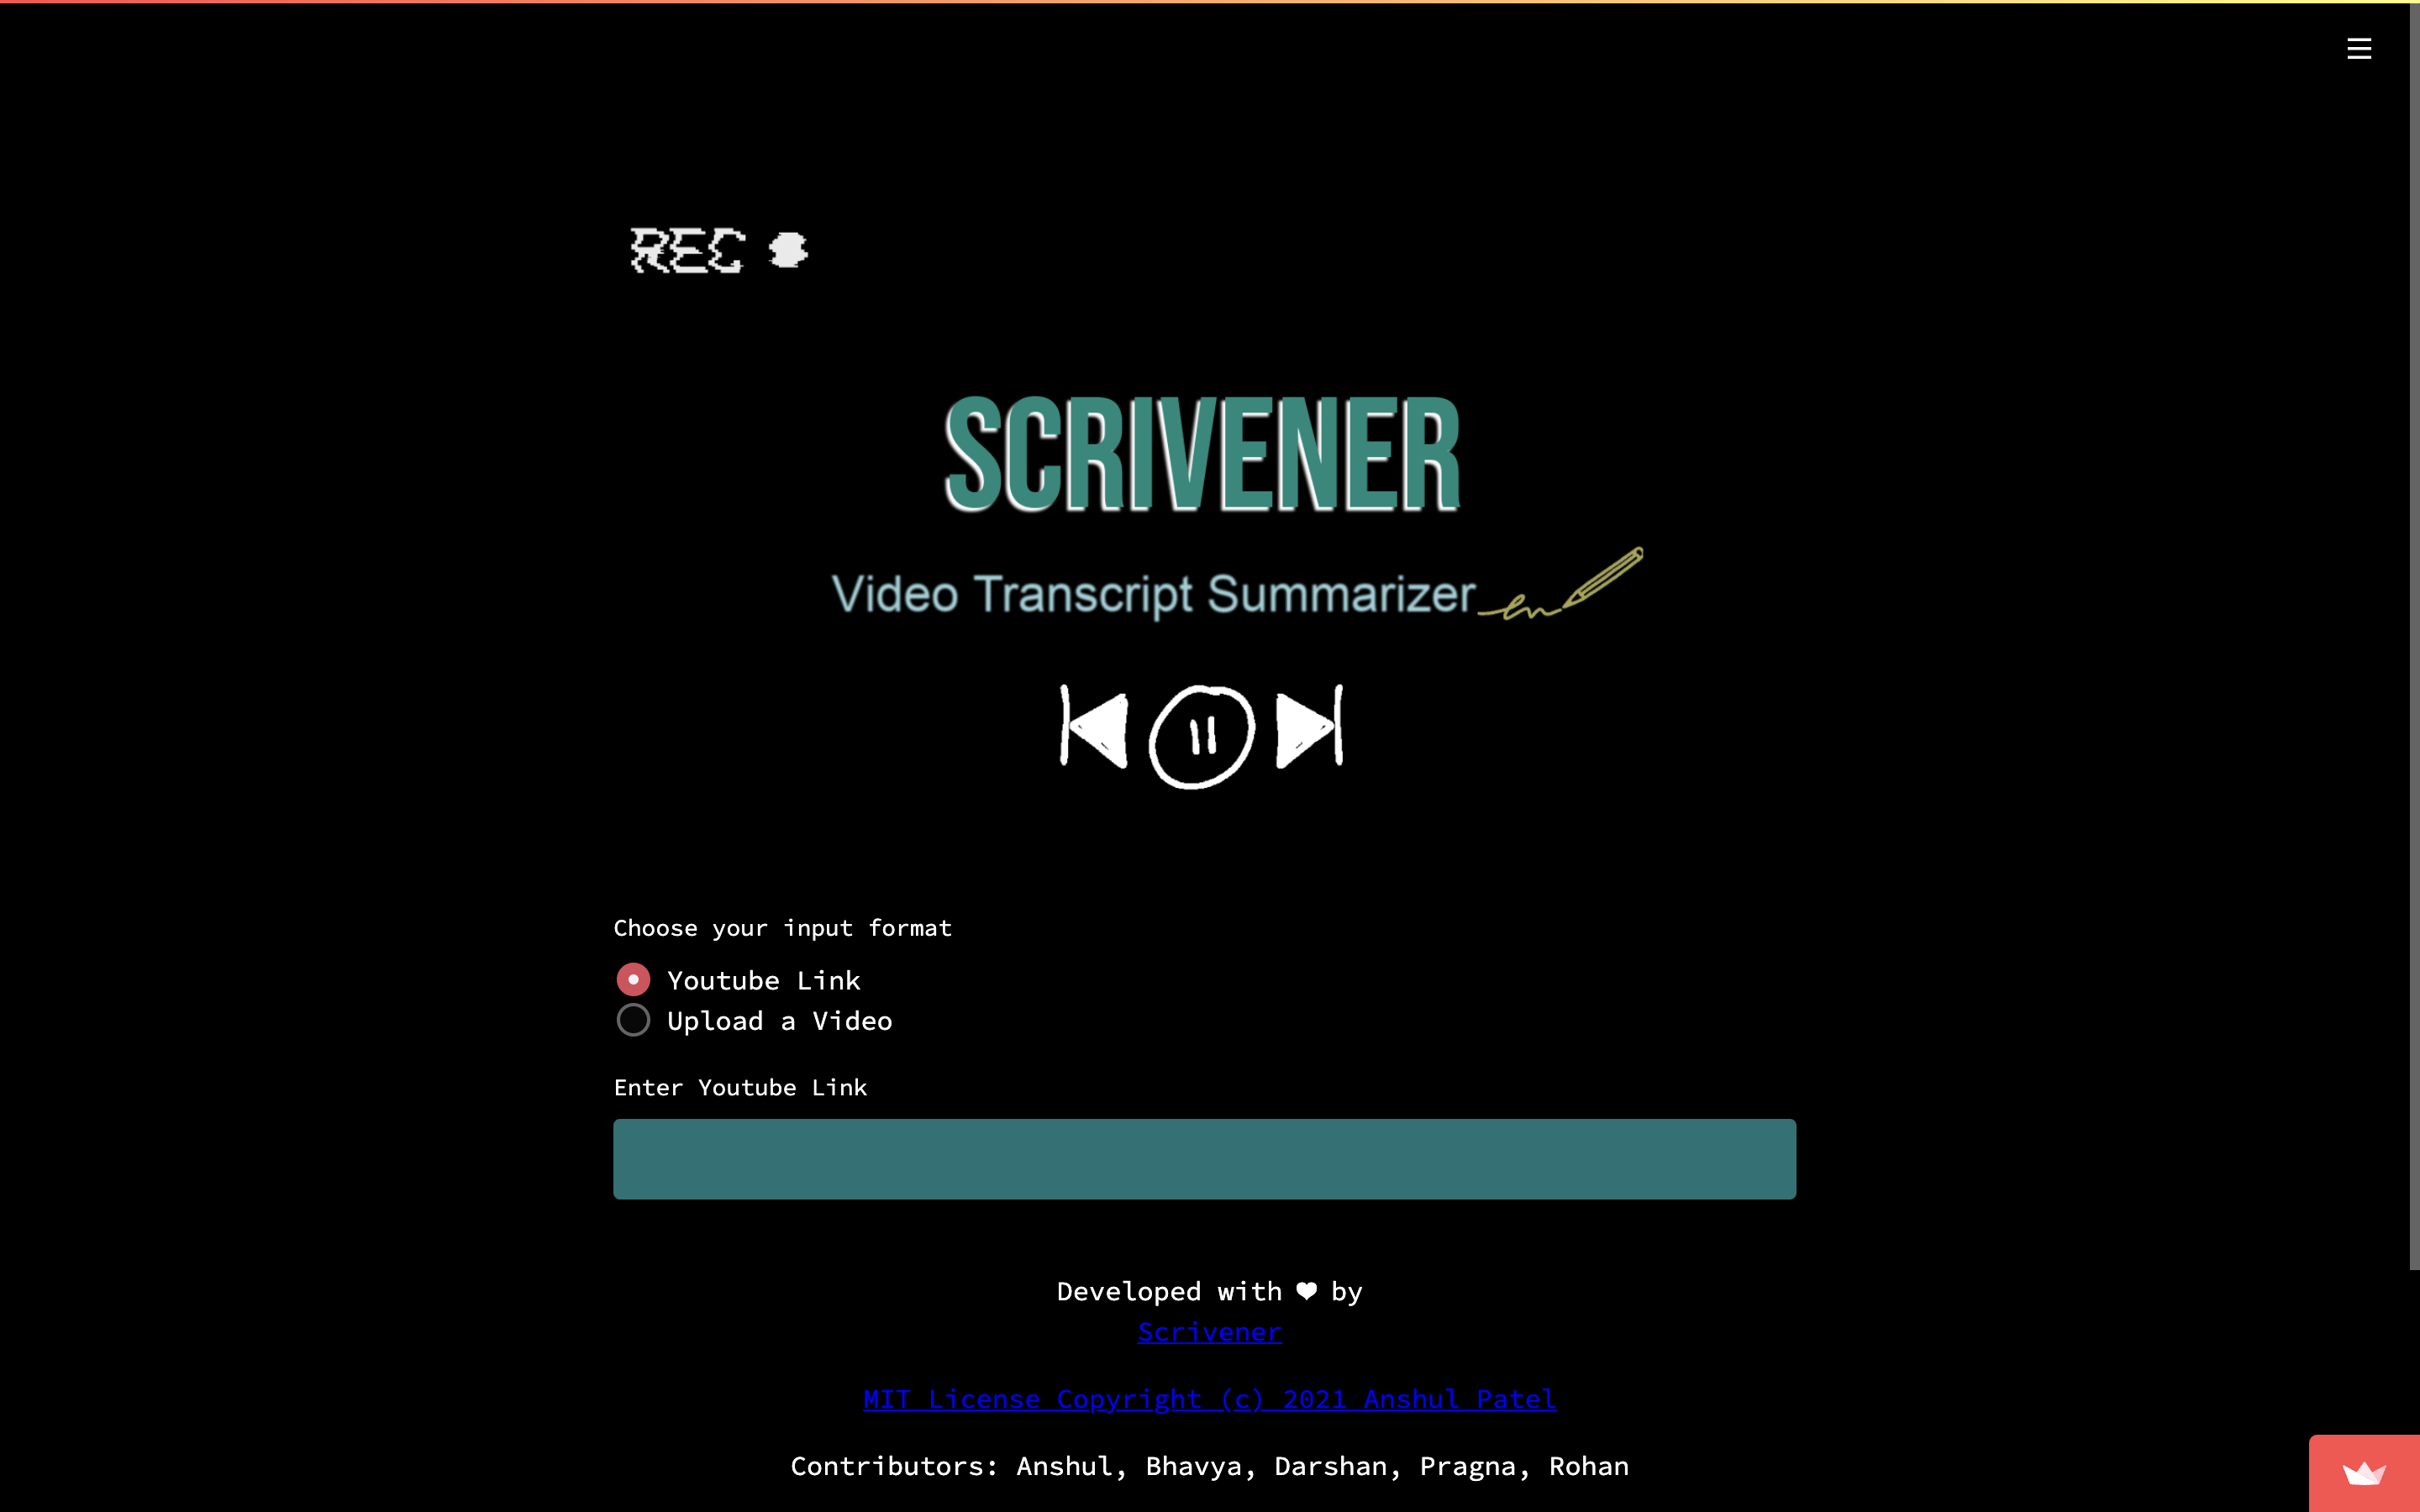 REC
SCRIVENER
Video Transcript Summarizer
Choose your input format
Youtube Link
Upload a Video
Enter Youtube Link
Developed with ❤ by
Scrivener
MIT License Copyright (c) 2021 Anshul Patel
Contributors: Anshul, Bhavya, Darshan, Pragna, Rohan